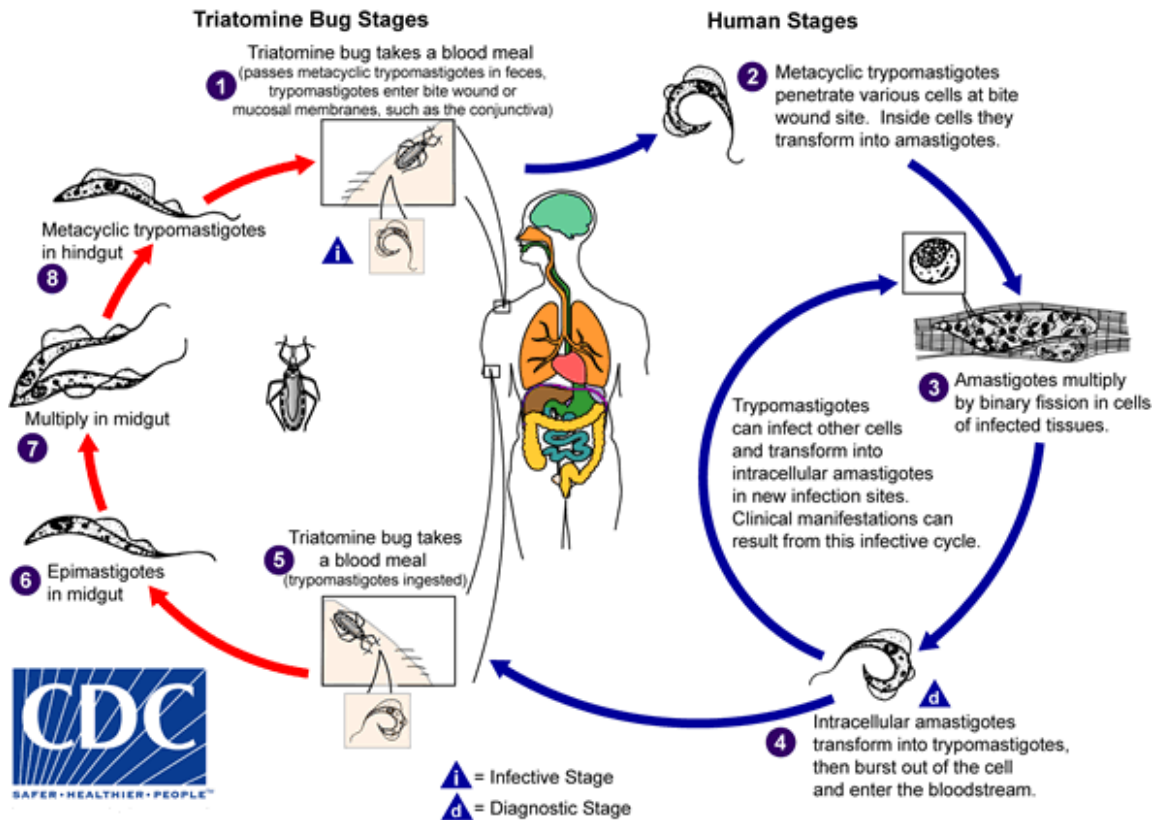 Triatomine Bug Stages
Human Stages
1
Triatomine bug takes a blood meal
(passes metacyclic trypomastigotes in feces,
trypomastigotes enter bite wound or
mucosal membranes, such as the conjunctiva)
i
2
Metacyclic trypomastigotes
penetrate various cells at bite
wound site. Inside cells they
transform into amastigotes.
3
Amastigotes multiply
by binary fission in cells
of infected tissues.
Trypomastigotes
can infect other cells
and transform into
intracellular amastigotes
in new infection sites.
Clinical manifestations can
result from this infective cycle.
d
4
Intracellular amastigotes
transform into trypomastigotes,
then burst out of the cell
and enter the bloodstream.
5
Triatomine bug takes
a blood meal
(trypomastigotes ingested)
6
Epimastigotes
in midgut
Multiply in midgut
7
Metacyclic trypomastigotes
in hindgut
8
CDC
SAFER·HEALTHIER·PEOPLE™
i = Infective Stage
d = Diagnostic Stage